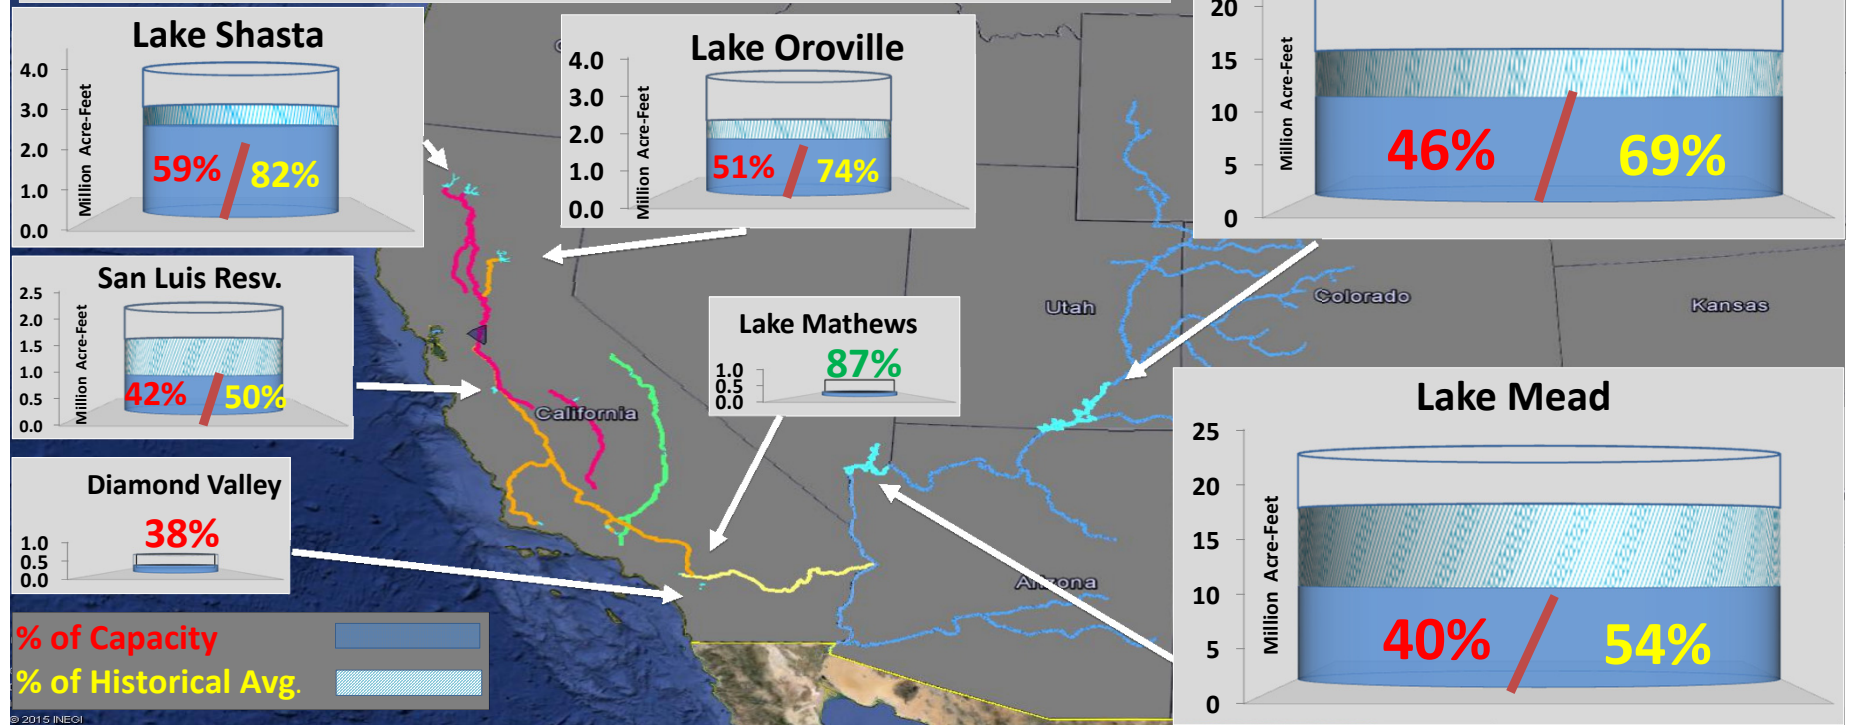 Lake Shasta
4.0
3.0
2.0
1.0
0.0
Million Acre-Feet
59%
82%
Lake Oroville
4.0
3.0
2.0
1.0
0.0
Million Acre-Feet
51%
74%
20
15
10
5
0
Million Acre-Feet
46%
69%
San Luis Resv.
2.5
2.0
1.5
1.0
0.5
0.0
Million Acre-Feet
42%
50%
Lake Mathews
87%
1.0
0.5
0.0
Utah
Colorado
Kansas
California
Arizona
Diamond Valley
38%
1.0
0.5
0.0
Lake Mead
25
20
15
10
5
0
Million Acre-Feet
40%
54%
% of Capacity
% of Historical Avg.
© 2015 INEGI